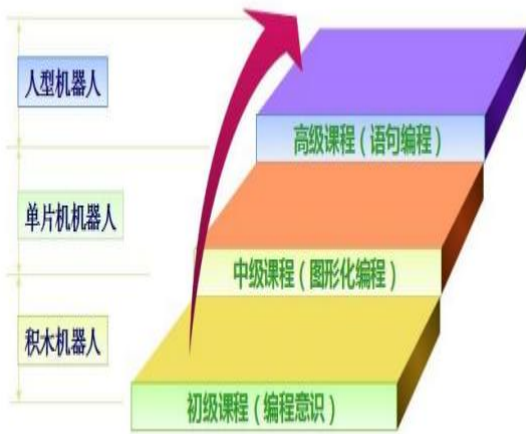 人型机器人
高级课程（语句编程）
单片机机器人
中级课程（图形化编程）
积木机器人
初级课程（编程意识）